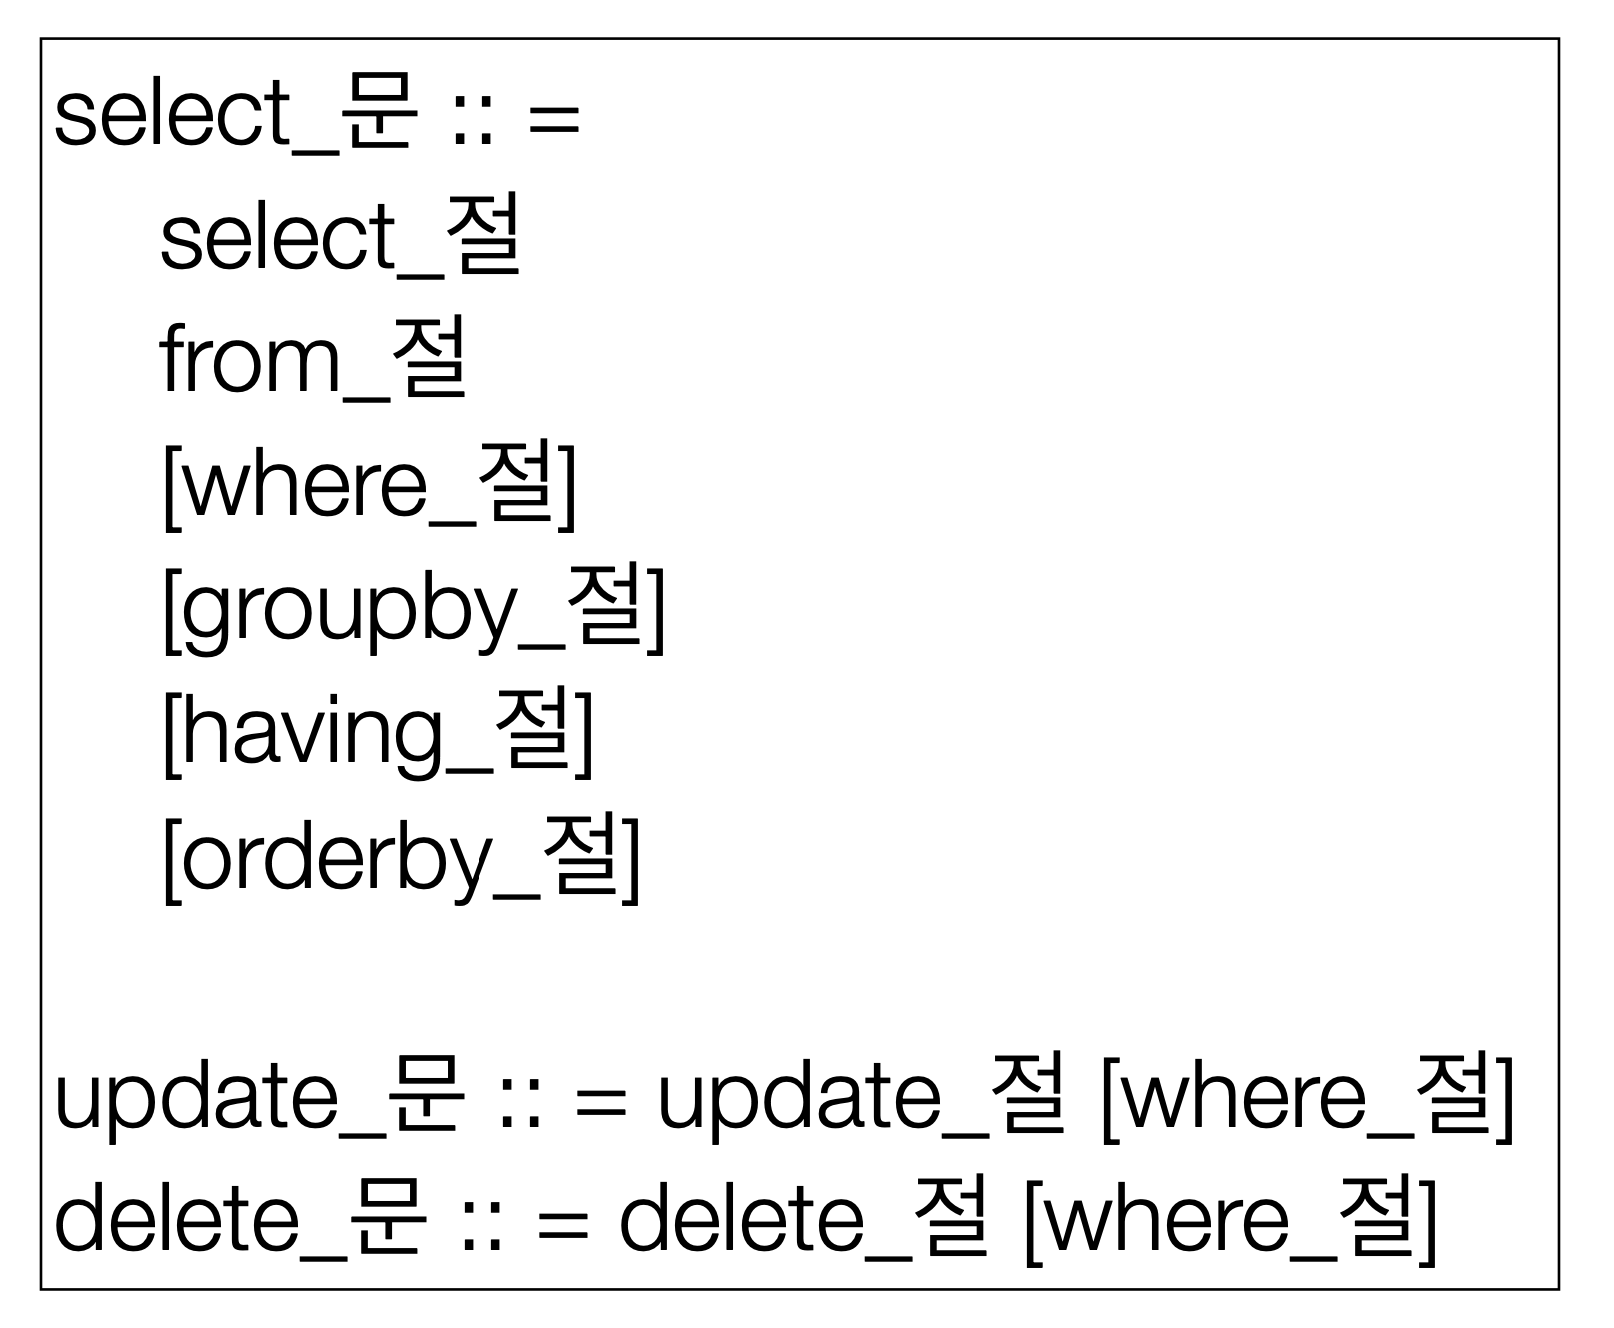 select_문 :: =
select_절
from_절
[where_절]
[groupby_절]
[having_절]
[orderby_절]
update_문 :: = update_절 [where_절]
delete_문 :: = delete_절 [where_절]